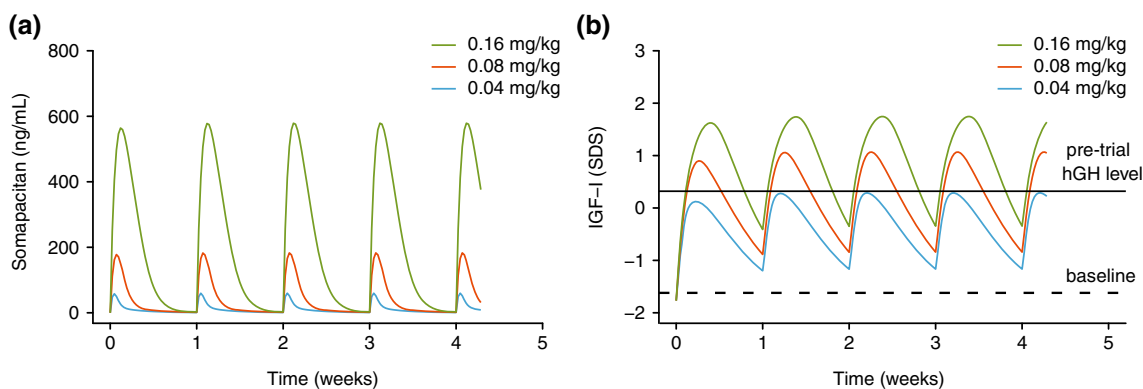 (a)
800
600
400
200
0
Somapacitan (ng/mL)
0.16 mg/kg
0.08 mg/kg
0.04 mg/kg
0 1 2 3 4 5
Time (weeks)
(b)
3
2
1
0
−1
−2
IGF-I (SDS)
0.16 mg/kg
0.08 mg/kg
0.04 mg/kg
pre-trial
hGH level
baseline
0 1 2 3 4 5
Time (weeks)